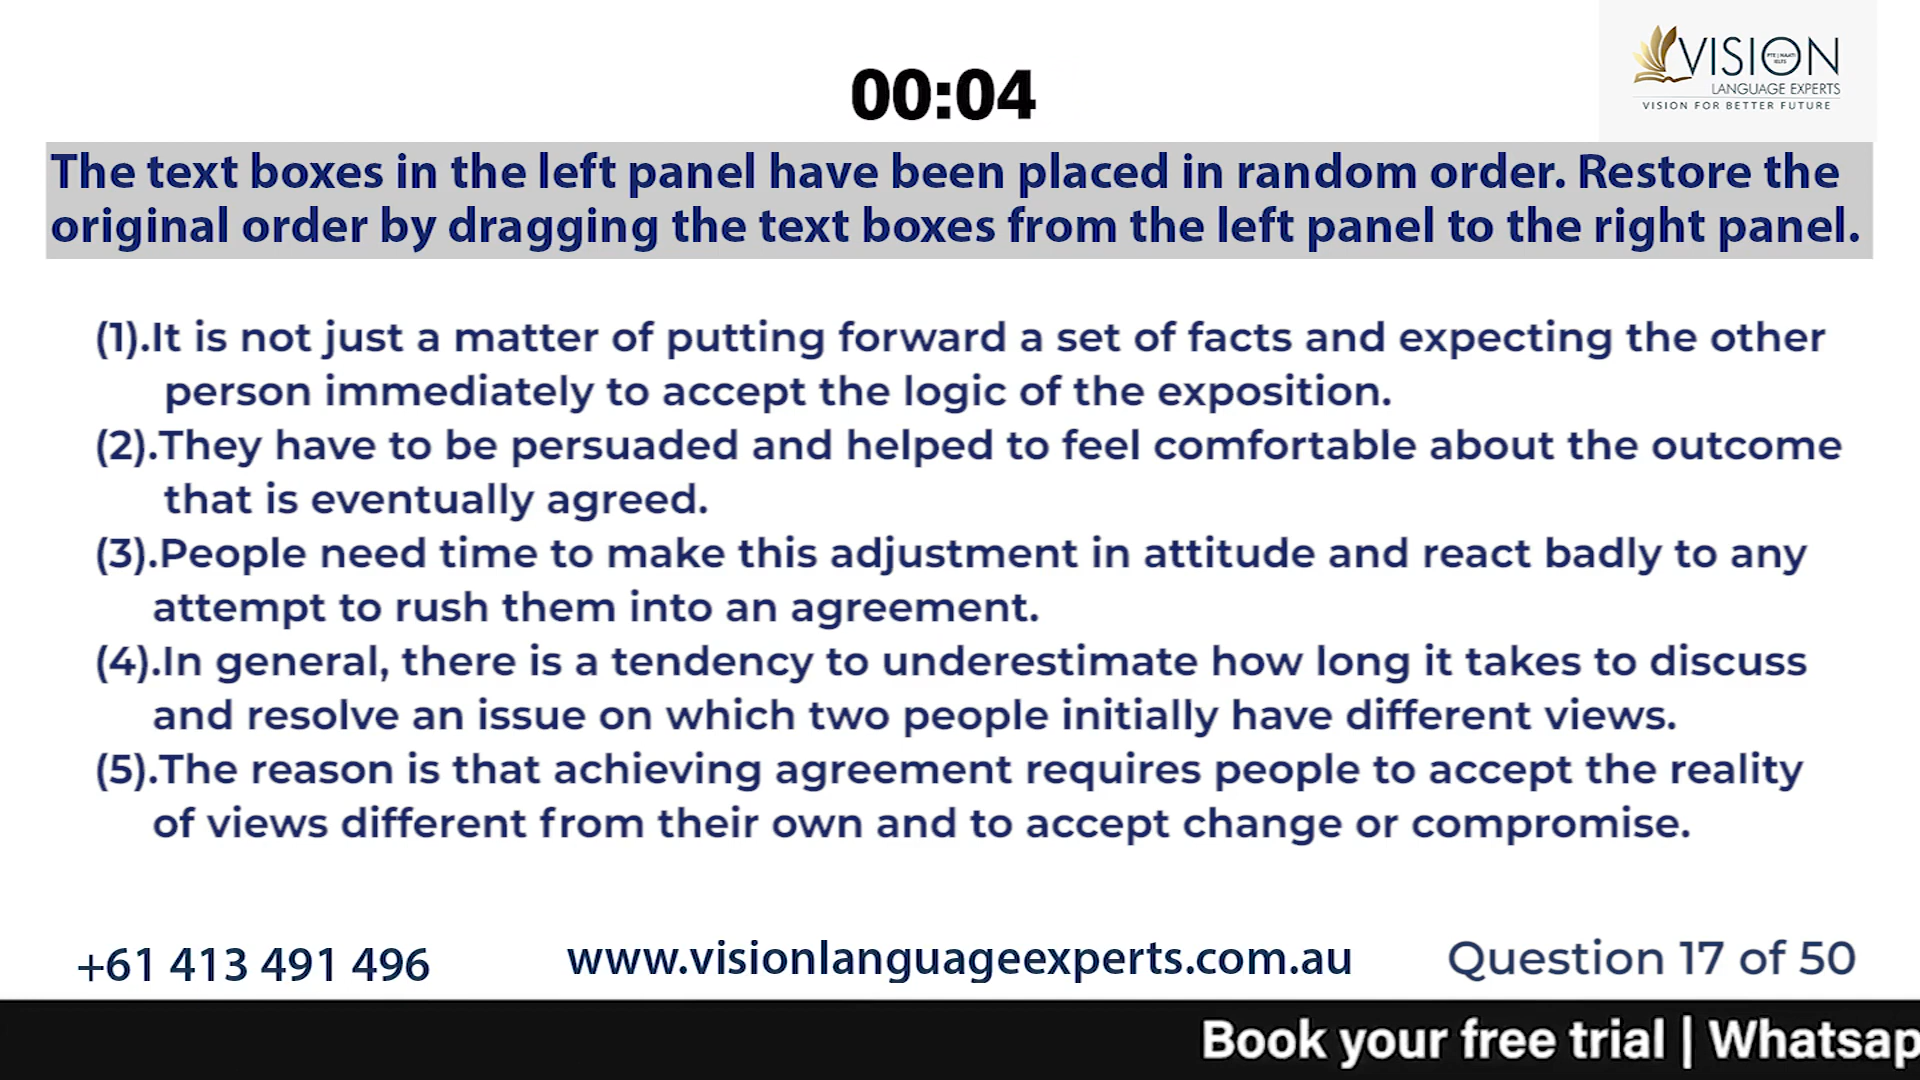 VISION
PTE | NAATI
IELTS
LANGUAGE EXPERTS
VISION FOR BETTER FUTURE
00:04
The text boxes in the left panel have been placed in random order. Restore the
original order by dragging the text boxes from the left panel to the right panel.
(1).It is not just a matter of putting forward a set of facts and expecting the other
person immediately to accept the logic of the exposition.
(2).They have to be persuaded and helped to feel comfortable about the outcome
that is eventually agreed.
(3).People need time to make this adjustment in attitude and react badly to any
attempt to rush them into an agreement.
(4).In general, there is a tendency to underestimate how long it takes to discuss
and resolve an issue on which two people initially have different views.
(5).The reason is that achieving agreement requires people to accept the reality
of views different from their own and to accept change or compromise.
+61 413 491 496
www.visionlanguageexperts.com.au
Question 17 of 50
Book your free trial | Whatsap